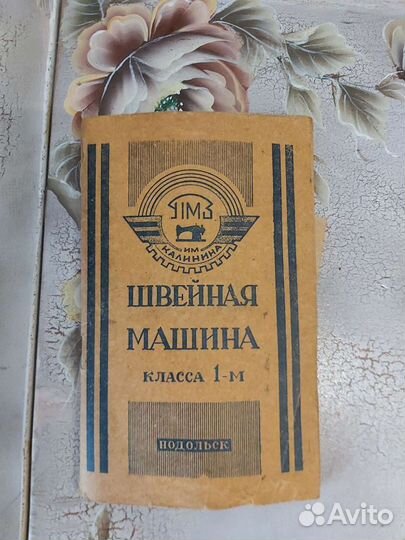 ПМЗ
ИМ.
КАЛИНИНА
ШВЕЙНАЯ
МАШИНА
КЛАССА 1-М
ПОДОЛЬСК
Avito